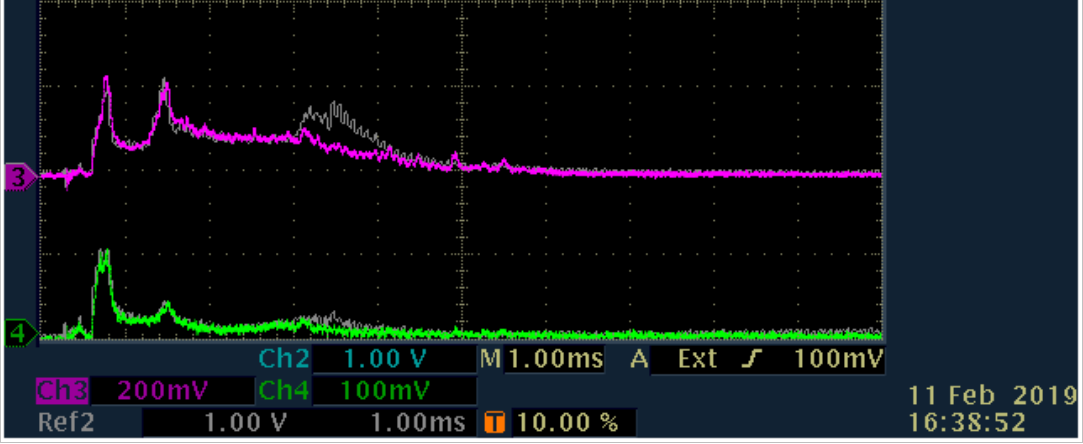 3
4
Ch2 1.00 V M 1.00ms A Ext 100mV
Ch3 200mV Ch4 100mV
11 Feb 2019
Ref2 1.00 V 1.00ms T 10.00 %
16:38:52